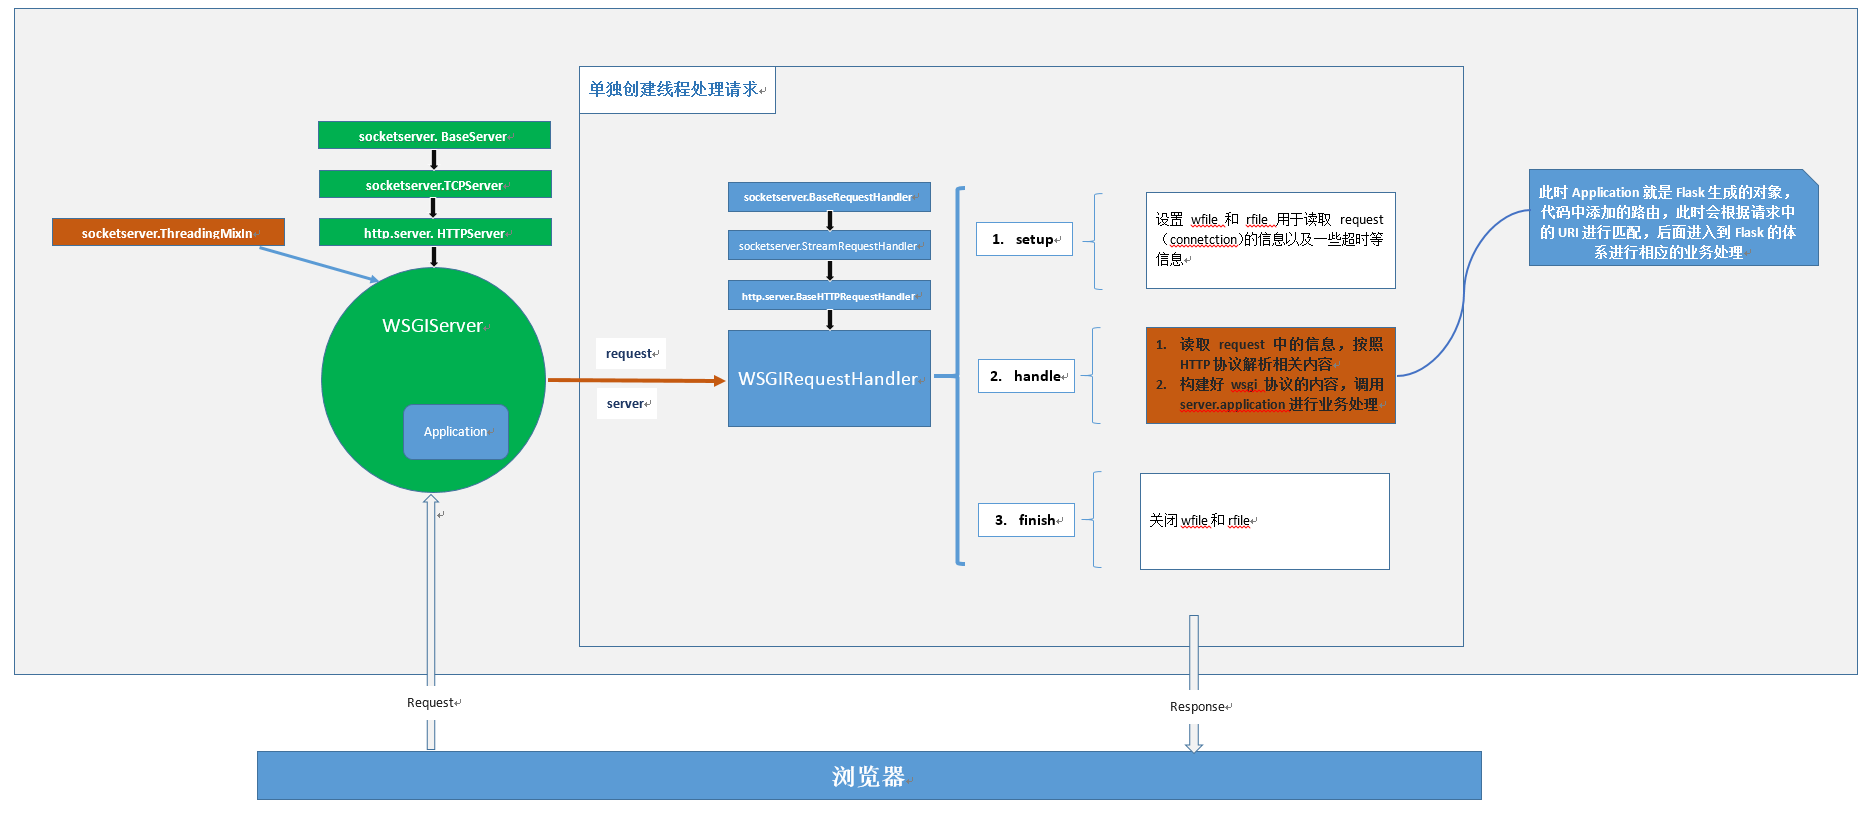 单独创建线程处理请求
socketserver. BaseServer
socketserver.TCPServer
socketserver.ThreadingMixIn
http.server. HTTPServer
WSGIServer
Application
request
server
socketserver.BaseRequestHandler
socketserver.StreamRequestHandler
http.server.BaseHTTPRequestHandler
WSGIRequestHandler
1. setup
设置 wfile 和 rfile 用于读取 request
（connetction)的信息以及一些超时等
信息
2. handle
1. 读取 request 中的信息，按照
HTTP 协议解析相关内容
2. 构建好 wsgi 协议的内容，调用
server.application 进行业务处理
3. finish
关闭 wfile 和 rfile
此时 Application 就是 Flask 生成的对象，
代码中添加的路由，此时会根据请求中
的 URI 进行匹配，后面进入到 Flask 的体
系进行相应的业务处理
Request
Response
浏览器